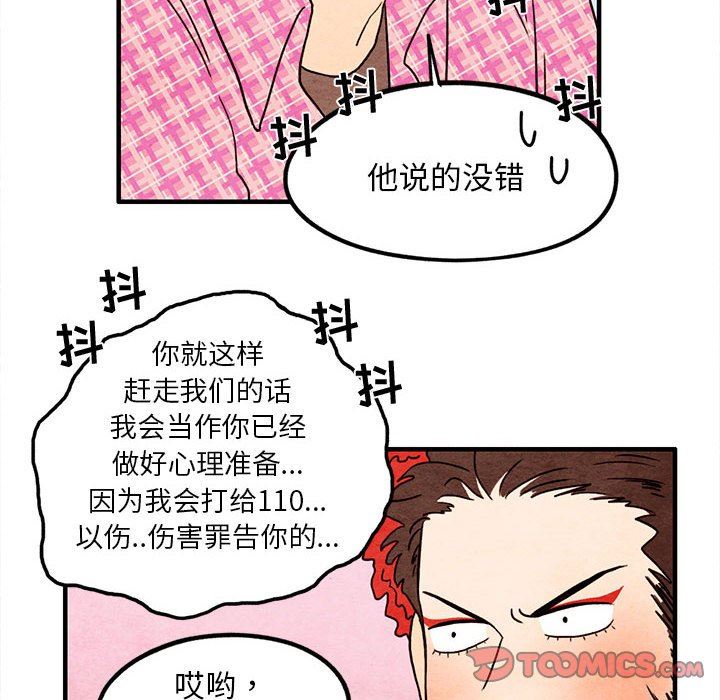 抖
抖
抖
抖
他说的没错
抖
抖
抖
抖
你就这样
赶走我们的话
我会当作你已经
做好心理准备...
因为我会打给110...
以伤..伤害罪告你的...
哎哟，
TOOMICS.COM